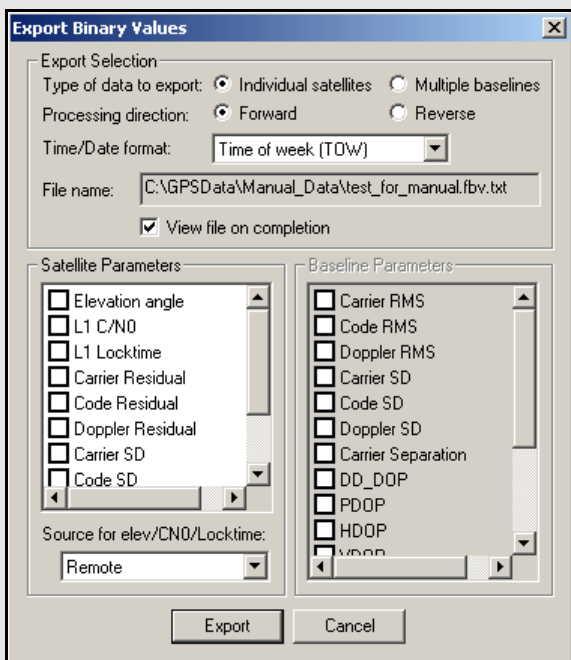 Export Binary Values
Export Selection
Type of data to export: Individual satellites Multiple baselines
Processing direction: Forward Reverse
Time/Date format: Time of week (TOW)
File name: C:\GPSData\Manual_Data\test_for_manual.fbv.txt
View file on completion
Satellite Parameters
Elevation angle
L1 C/N0
L1 Locktime
Carrier Residual
Code Residual
Doppler Residual
Carrier SD
Code SD
Source for elev/CN0/Locktime:
Remote
Baseline Parameters
Carrier RMS
Code RMS
Doppler RMS
Carrier SD
Code SD
Doppler SD
Carrier Separation
DD_DOP
PDOP
HDOP
VDOP
Export Cancel